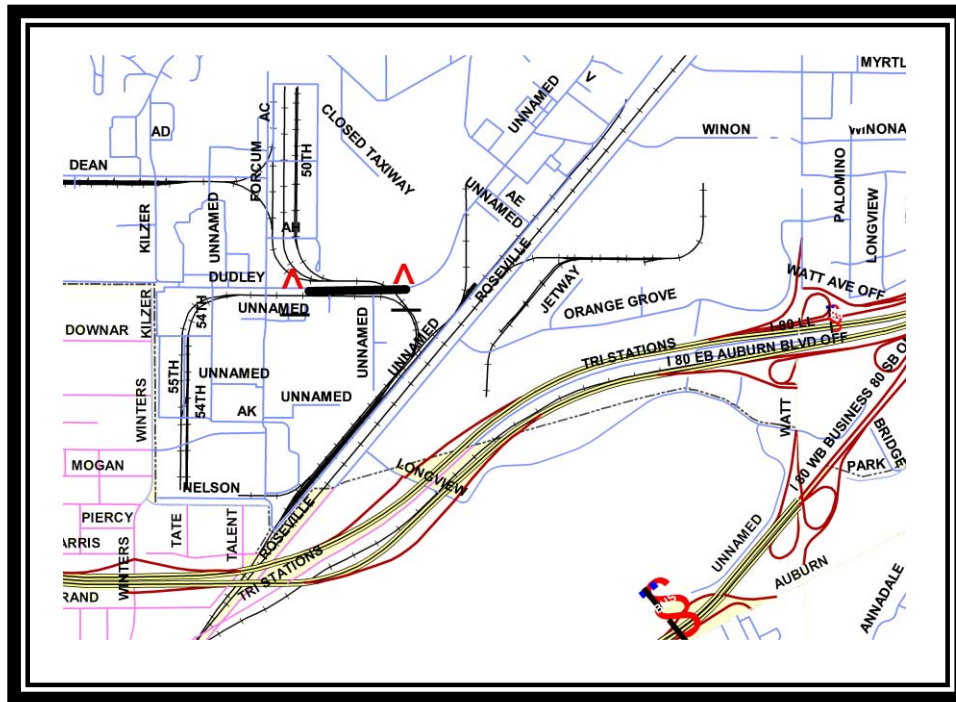 MYRTL
UNNAMED
V
WINON
WINONA
AD
AC
CLOSED TAXIWAY
DEAN
FORCUM
50TH
PALOMINO
LONGVIEW
KILZER
UNNAMED
AE
UNNAMED
AH
ROSEVILLE
DUDLEY
WATT AVE OFF
JETWAY
ORANGE GROVE
KILZER
54TH
UNNAMED
I 80 LL
DOWNAR
UNNAMED
UNNAMED
TRI STATIONS
I 80 EB AUBURN BLVD OFF
55TH
54TH
UNNAMED
UNNAMED
WINTERS
AK
WATT
I 80 WB BUSINESS 80 SB O
BRIDGE
MOGAN
LONGVIEW
PARK
NELSON
PIERCY
TATE
TALENT
ROSEVILLE
UNNAMED
ARRIS
WINTERS
TRI STATIONS
AUBURN
RAND
ANNADALE